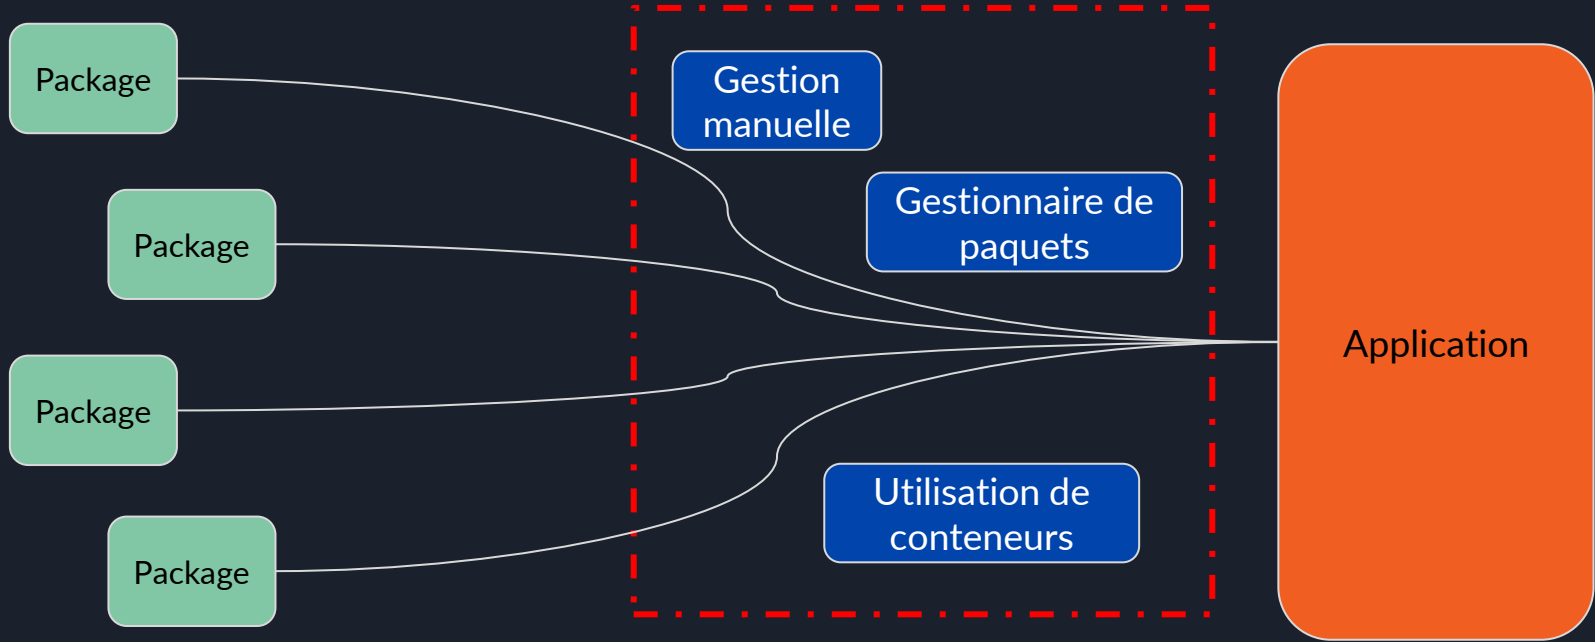 Package
Package
Package
Package
Gestion
manuelle
Gestionnaire de
paquets
Utilisation de
conteneurs
Application